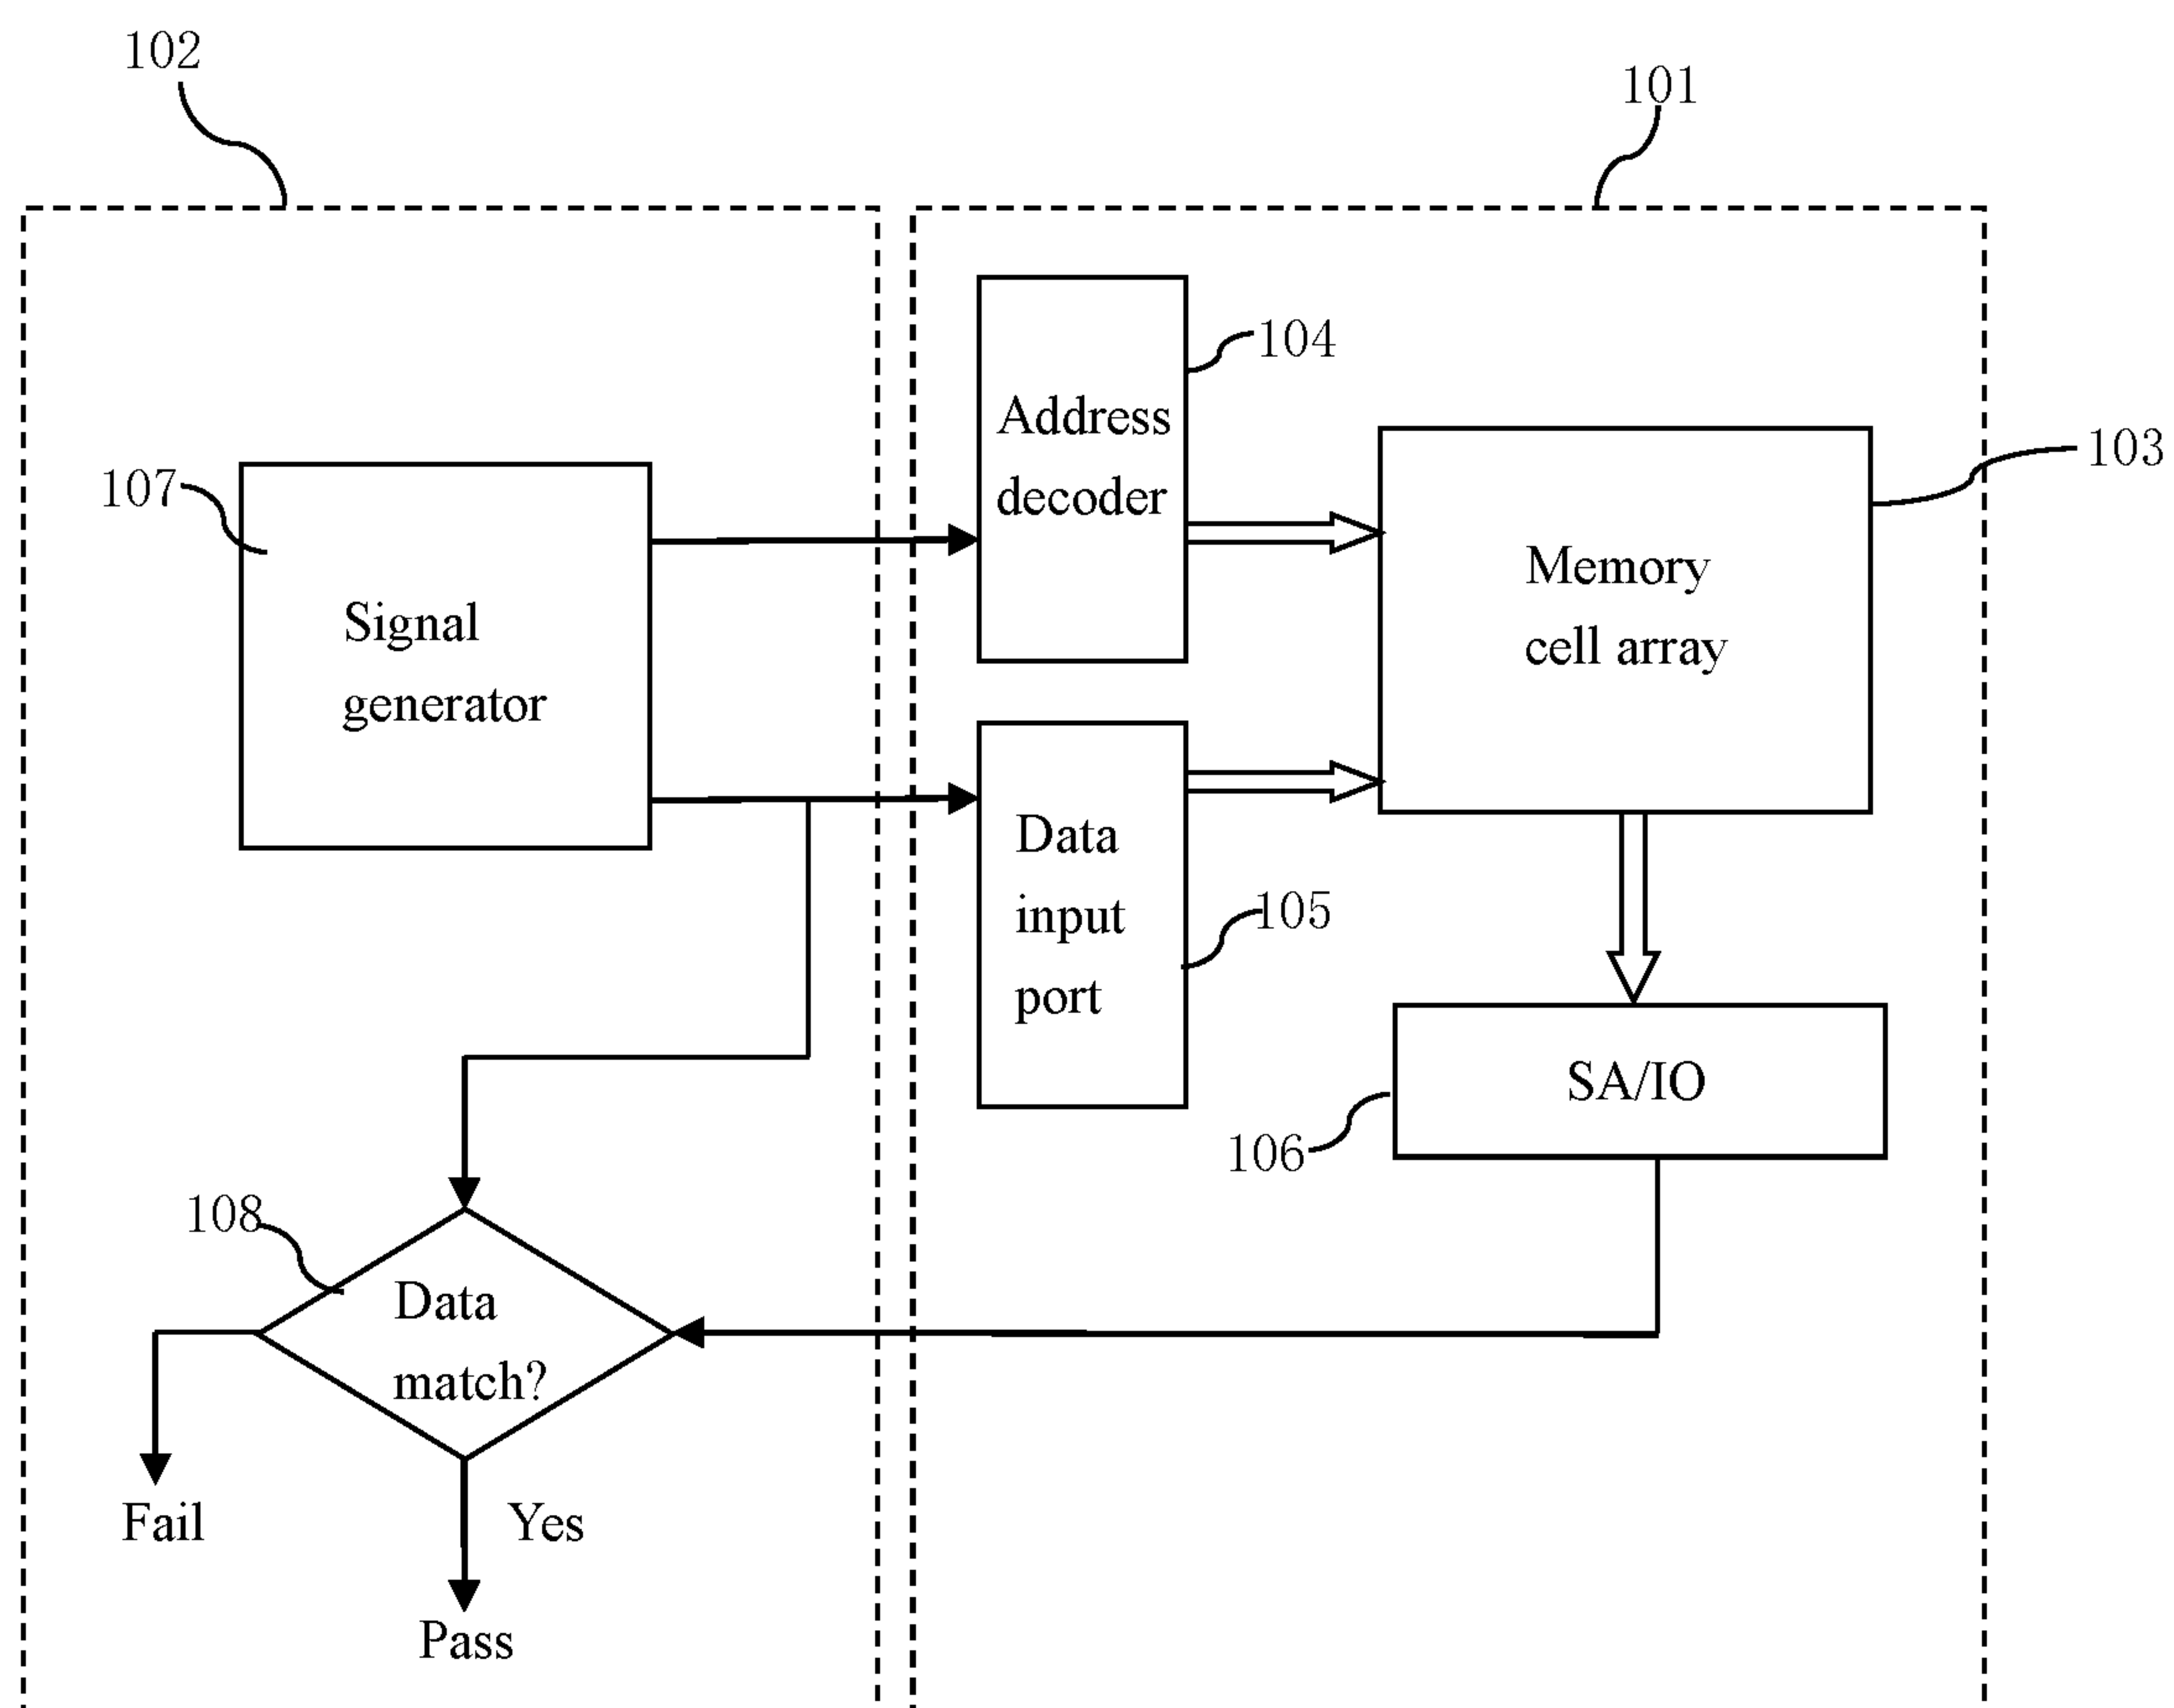 102
101
104
Address
decoder
103
107
Memory
cell array
Signal
generator
Data
input
port
105
SA/IO
106
108
Data
match?
Fail
Yes
Pass